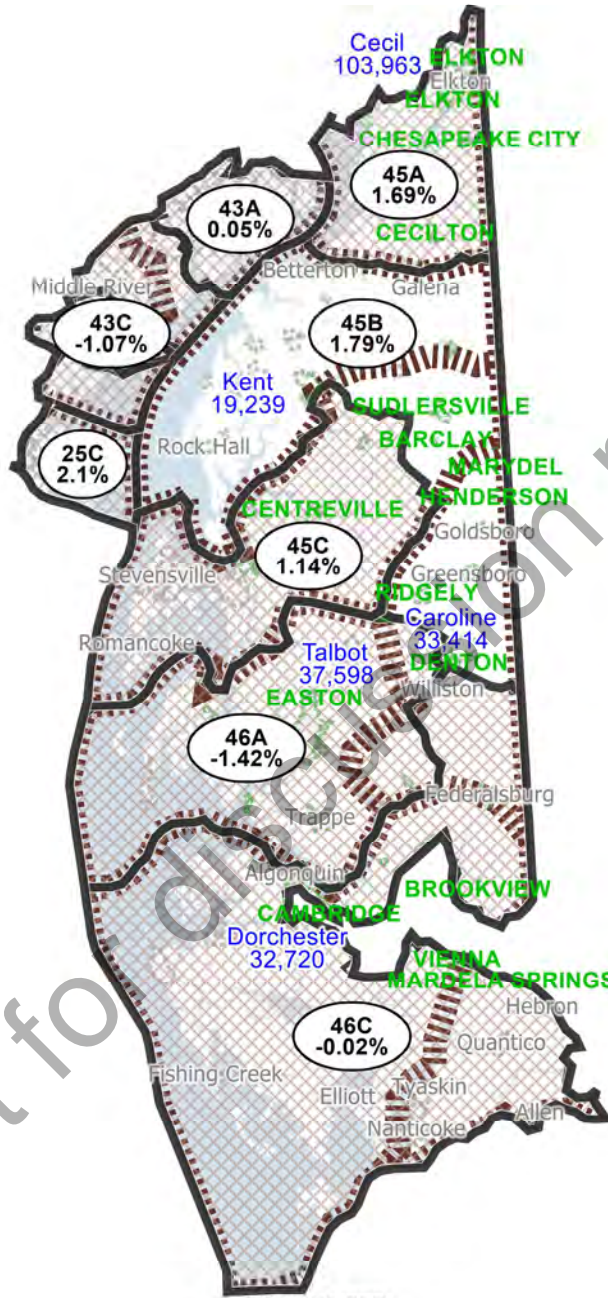 Cecil
103,963
ELKTON
Elkton
ELKTON
CHESAPEAKE CITY
45A
1.69%
43A
0.05%
CECILTON
Betterton
Galena
Middle River
43C
-1.07%
45B
1.79%
Kent
19,239
SUDLERSVILLE
BARCLAY
Rock Hall
25C
2.1%
MARYDEL
HENDERSON
CENTREVILLE
Goldsboro
45C
1.14%
Stevensville
Greensboro
RIDGELY
Caroline
33,414
Romancoke
Talbot
37,598
DENTON
EASTON
Williston
46A
-1.42%
Federalsburg
Trappe
Algonquin
BROOKVIEW
CAMBRIDGE
Dorchester
32,720
VIENNA
MARDELA SPRINGS
Hebron
46C
-0.02%
Quantico
Fishing Creek
Elliott
Tyaskin
Allen
Nanticoke
for discussion